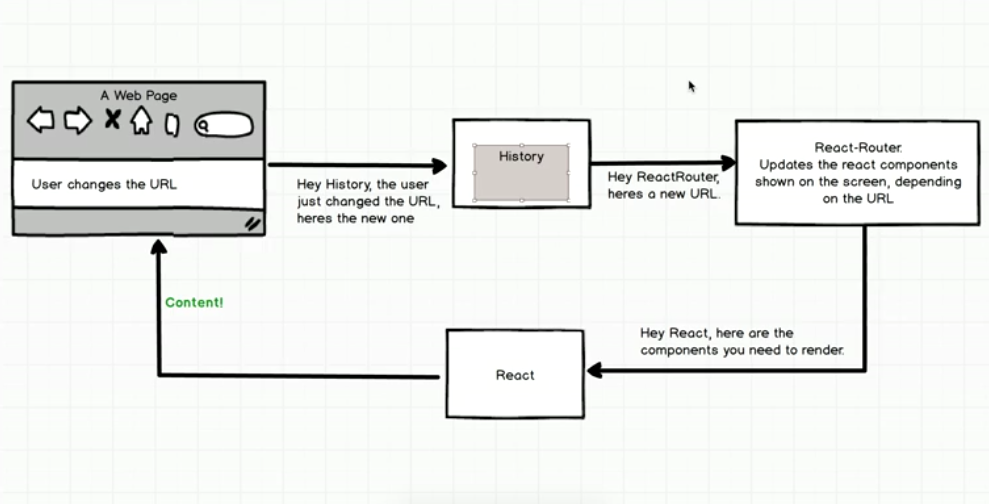 A Web Page
User changes the URL
Hey History, the user
just changed the URL,
heres the new one
History
Hey ReactRouter,
heres a new URL.
React-Router.
Updates the react components
shown on the screen, depending
on the URL
Hey React, here are the
components you need to render.
React
Content!